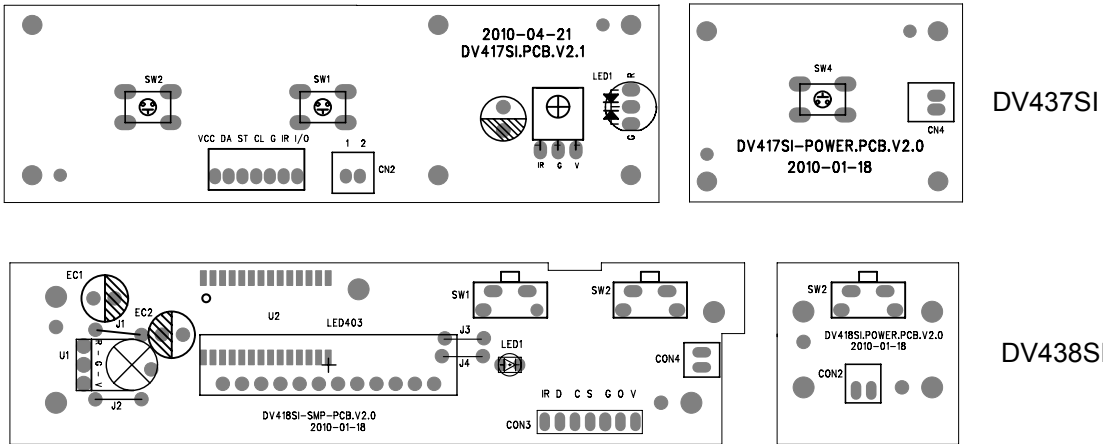 2010-04-21
DV417SI.PCB.V2.1
SW2
SW1
LED1
R
G
VCC DA ST CL G IR I/O
1 2
CN2
IR G V
SW4
CN4
DV417SI-POWER.PCB.V2.0
2010-01-18
DV437SI
EC1
EC2
J1
U1
R - G - V
J2
U2
LED403
J3
J4
LED1
SW1
SW2
CON4
DV418SI-SMP-PCB.V2.0
2010-01-18
IR D C S G O V
CON3
SW2
DV418SI.POWER.PCB.V2.0
2010-01-18
CON2
DV438SI